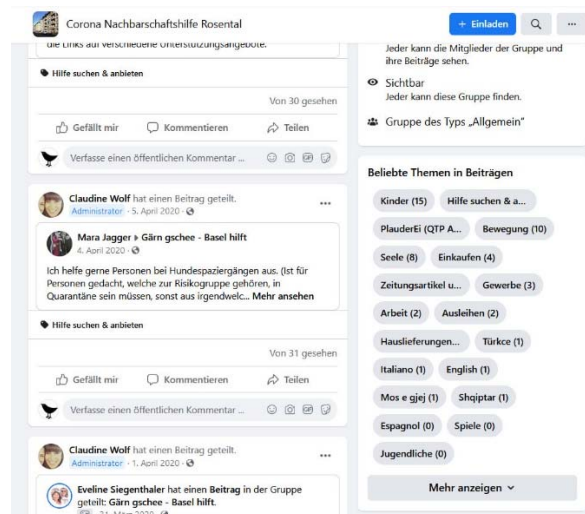 Corona Nachbarschaftshilfe Rosental
+ Einladen
die Links auf verschiedene Unterstützungsangebote.
Hilfe suchen & anbieten
Von 30 gesehen
Gefällt mir
Kommentieren
Teilen
Verfasse einen öffentlichen Kommentar ...
Claudine Wolf hat einen Beitrag geteilt.
Administrator · 5. April 2020 ·
Mara Jagger ▸ Gärn gschee - Basel hilft
4. April 2020 ·
Ich helfe gerne Personen bei Hundespaziergängen aus. (Ist für
Personen gedacht, welche zur Risikogruppe gehören, in
Quarantäne sein müssen, sonst aus irgendwelc... Mehr ansehen
Hilfe suchen & anbieten
Von 31 gesehen
Gefällt mir
Kommentieren
Teilen
Verfasse einen öffentlichen Kommentar ...
Claudine Wolf hat einen Beitrag geteilt.
Administrator · 1. April 2020 ·
Eveline Siegenthaler hat einen Beitrag in der Gruppe
geteilt: Gärn gschee - Basel hilft.
31. März 2020 ·
Jeder kann die Mitglieder der Gruppe und
ihre Beiträge sehen.
Sichtbar
Jeder kann diese Gruppe finden.
Gruppe des Typs „Allgemein“
Beliebte Themen in Beiträgen
Kinder (15)
Hilfe suchen & a...
PlauderEi (QTP A...
Bewegung (10)
Seele (8)
Einkaufen (4)
Zeitungsartikel u...
Gewerbe (3)
Arbeit (2)
Ausleihen (2)
Hauslieferungen...
Türkce (1)
Italiano (1)
English (1)
Mos e gjej (1)
Shqiptar (1)
Espagnol (0)
Spiele (0)
Jugendliche (0)
Mehr anzeigen